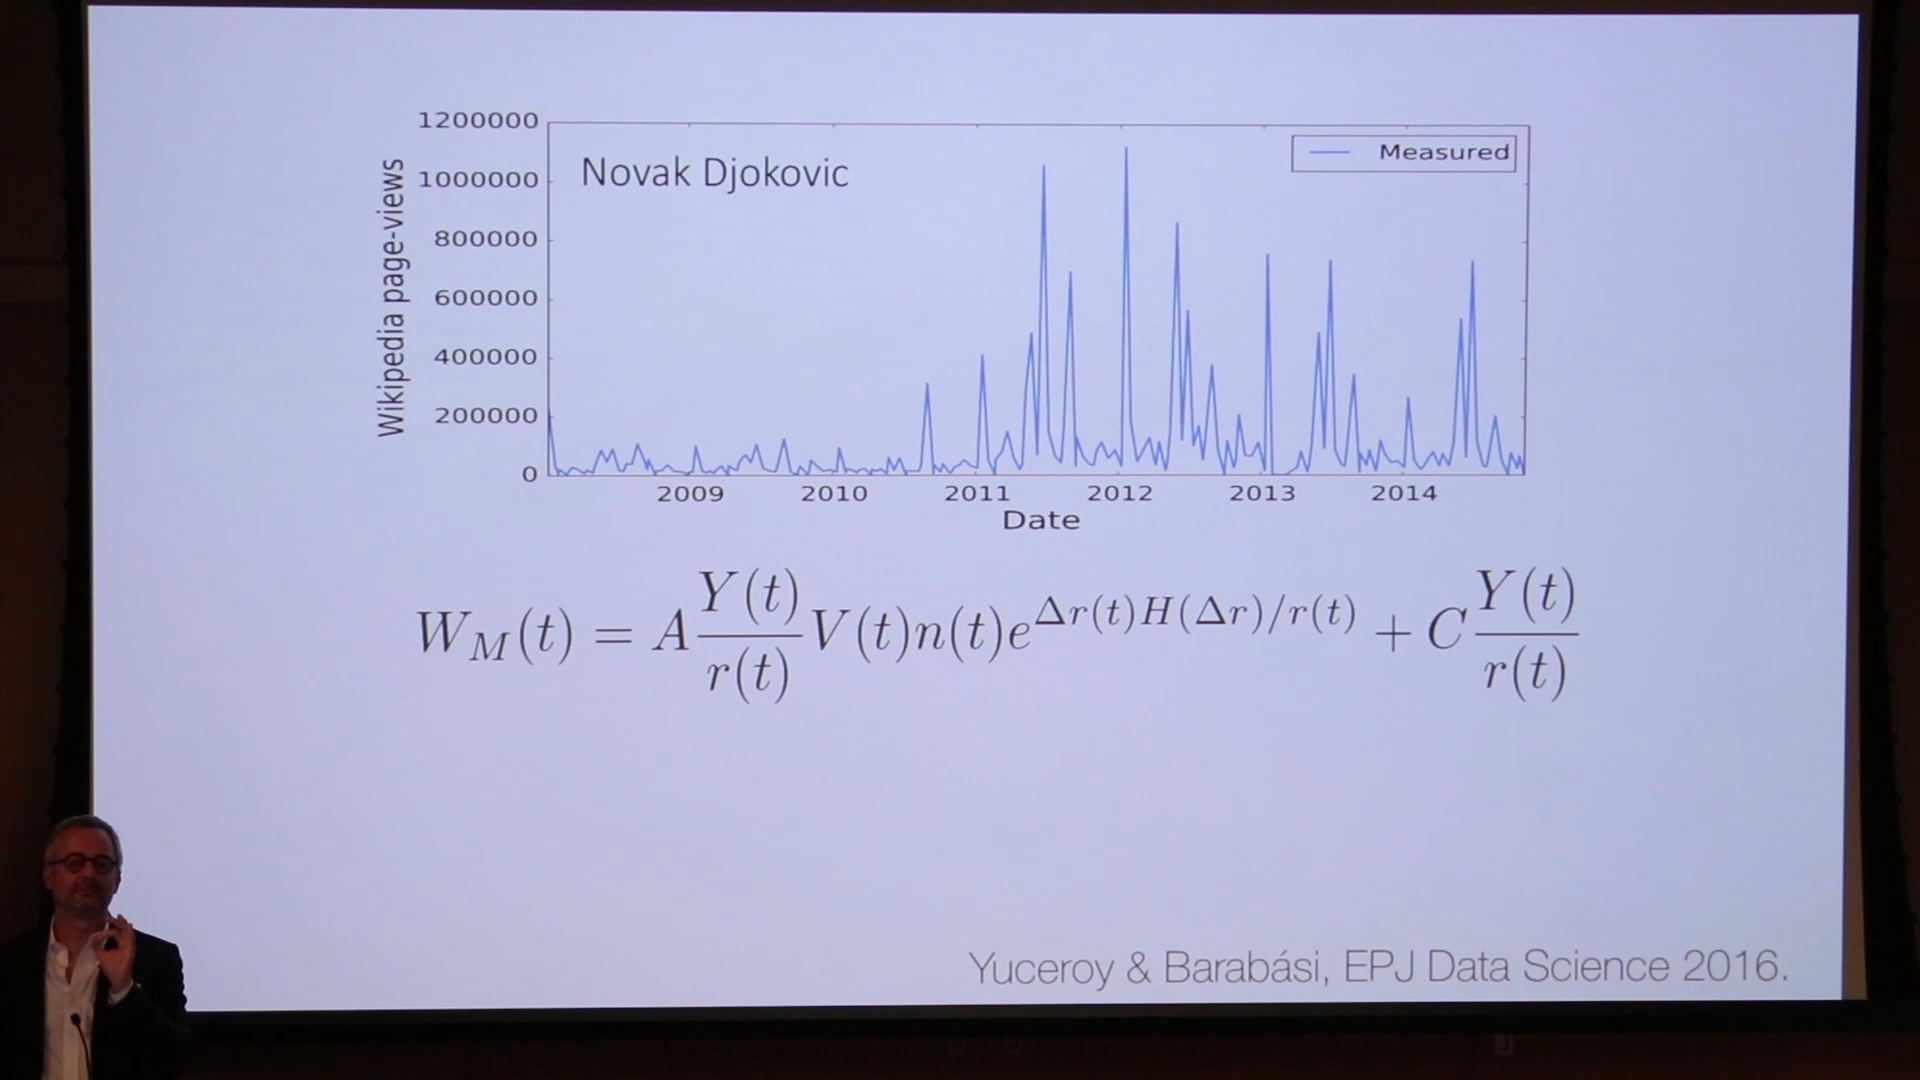 1200000
Novak Djokovic
Measured
1000000
800000
600000
400000
200000
0
Wikipedia page-views
2009 2010 2011 2012 2013 2014
Date
W_M(t) = A Y(t)/r(t) V(t)n(t)e^{Δr(t)H(Δr)/r(t)} + C Y(t)/r(t)
Yuceroy & Barabási, EPJ Data Science 2016.